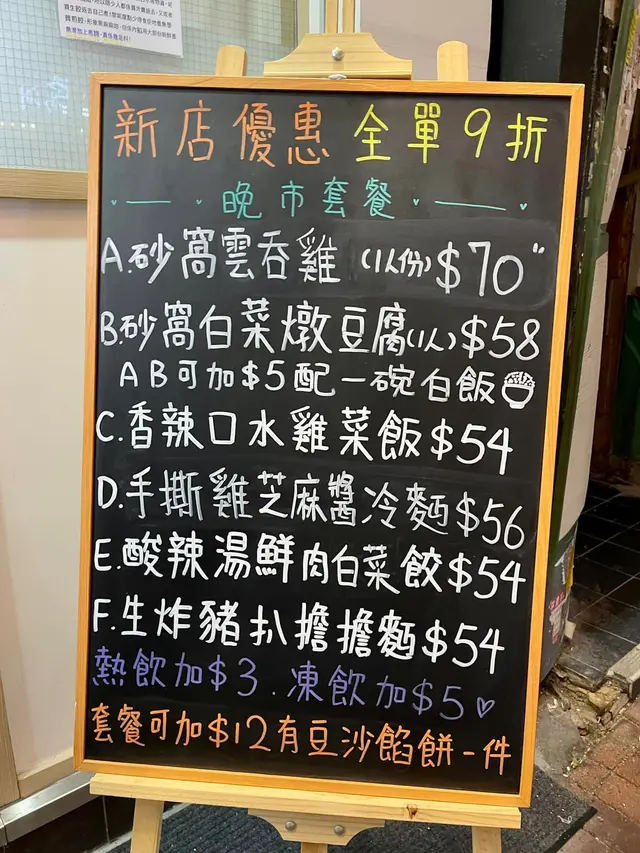 新店優惠 全單9折
晚市套餐
A.砂窩雲吞雞 (1人份)$70"
B.砂窩白菜燉豆腐(1人)$58
AB可加$5配一碗白飯
C.香辣口水雞菜飯$54
D.手撕雞芝麻醬冷麵$56
E.酸辣湯鮮肉白菜餃$54
F.生炸豬扒擔擔麵$54
熱飲加$3.凍飲加$5♡
套餐可加$12有豆沙餡餅一件